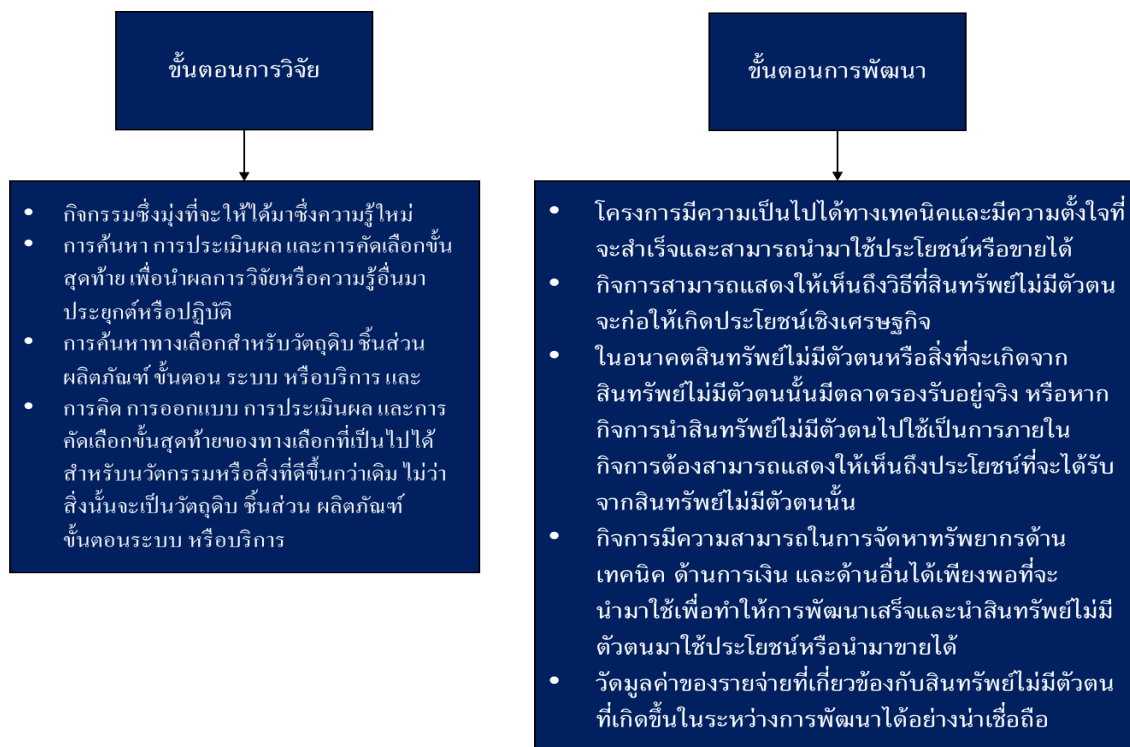 ขั้นตอนการวิจัย
• กิจกรรมซึ่งมุ่งที่จะให้ได้มาซึ่งความรู้ใหม่
• การค้นหา การประเมินผล และการคัดเลือกขั้น
สุดท้าย เพื่อนำผลการวิจัยหรือความรู้อื่นมา
ประยุกต์หรือปฏิบัติ
• การค้นหาทางเลือกสำหรับวัตถุดิบ ชิ้นส่วน
ผลิตภัณฑ์ ขั้นตอน ระบบ หรือบริการ และ
• การคิด การออกแบบ การประเมินผล และการ
คัดเลือกขั้นสุดท้ายของทางเลือกที่เป็นไปได้
สำหรับนวัตกรรมหรือสิ่งที่ดีขึ้นกว่าเดิม ไม่ว่า
สิ่งนั้นจะเป็นวัตถุดิบ ชิ้นส่วน ผลิตภัณฑ์
ขั้นตอนระบบ หรือบริการ
ขั้นตอนการพัฒนา
• โครงการมีความเป็นไปได้ทางเทคนิคและมีความตั้งใจที่
จะสำเร็จและสามารถนำมาใช้ประโยชน์หรือขายได้
• กิจการสามารถแสดงให้เห็นถึงวิธีที่สินทรัพย์ไม่มีตัวตน
จะก่อให้เกิดประโยชน์เชิงเศรษฐกิจ
• ในอนาคตสินทรัพย์ไม่มีตัวตนหรือสิ่งที่จะเกิดจาก
สินทรัพย์ไม่มีตัวตนนั้นมีตลาดรองรับอยู่จริง หรือหาก
กิจการนำสินทรัพย์ไม่มีตัวตนไปใช้เป็นการภายใน
กิจการต้องสามารถแสดงให้เห็นถึงประโยชน์ที่จะได้รับ
จากสินทรัพย์ไม่มีตัวตนนั้น
• กิจการมีความสามารถในการจัดหาทรัพยากรด้าน
เทคนิค ด้านการเงิน และด้านอื่นได้เพียงพอที่จะ
นำมาใช้เพื่อทำให้การพัฒนาเสร็จและนำสินทรัพย์ไม่มี
ตัวตนมาใช้ประโยชน์หรือนำมาขายได้
• วัดมูลค่าของรายจ่ายที่เกี่ยวข้องกับสินทรัพย์ไม่มีตัวตน
ที่เกิดขึ้นในระหว่างการพัฒนาได้อย่างน่าเชื่อถือ